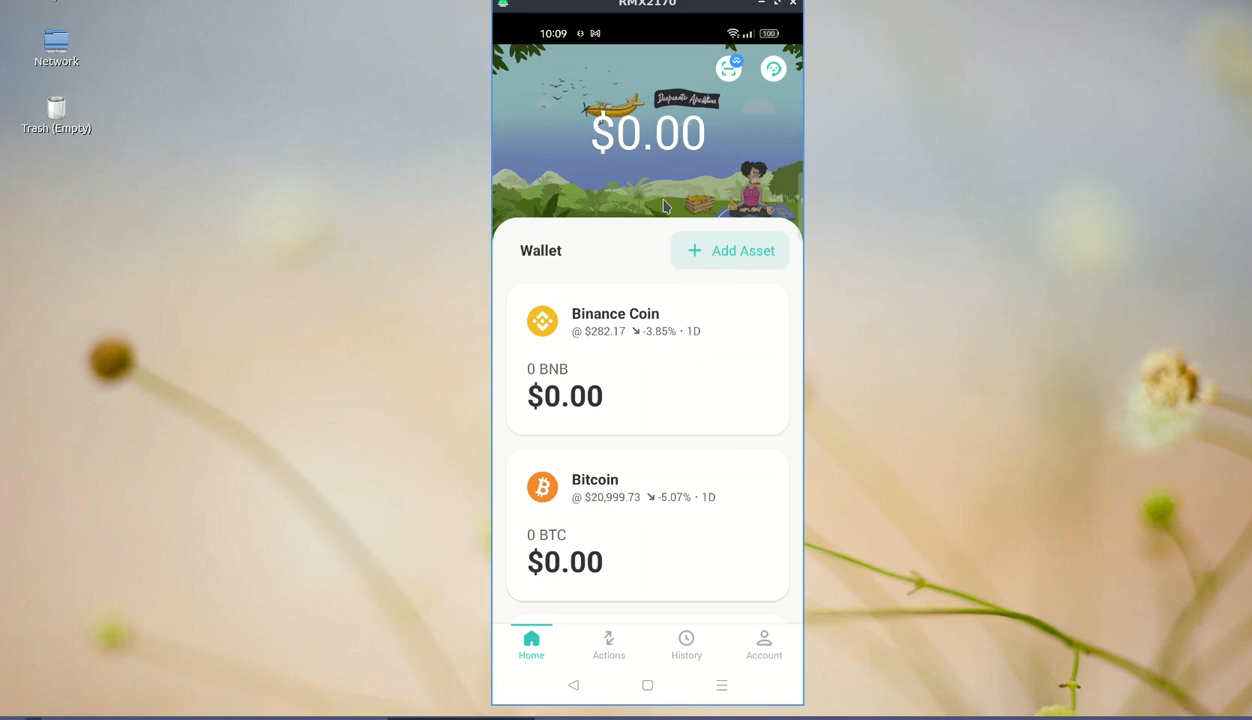 RMX2170
Network
Trash (Empty)
10:09
100
Desperate ApeWives
$0.00
Wallet
+ Add Asset
Binance Coin
@ $282.17 ↘ -3.85% · 1D
0 BNB
$0.00
Bitcoin
@ $20,999.73 ↘ -5.07% · 1D
0 BTC
$0.00
Home
Actions
History
Account